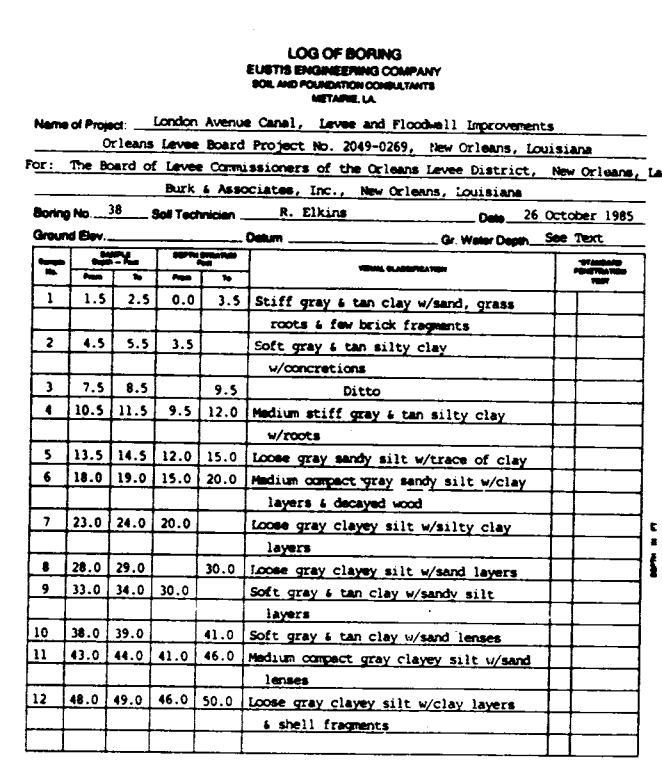 LOG OF BORING
EUSTIS ENGINEERING COMPANY
SOIL AND FOUNDATION CONSULTANTS
METAIRIE, LA.
Name of Project: London Avenue Canal, Levee and Floodwall Improvements
Orleans Levee Board Project No. 2049-0269, New Orleans, Louisiana
For: The Board of Levee Commissioners of the Orleans Levee District, New Orleans, La
Burk & Associates, Inc., New Orleans, Louisiana
Boring No. 38 Soil Technician R. Elkins Date 26 October 1985
Ground Elev. Datum Gr. Water Depth See Text
Sample No. SAMPLE Depth — Feet From To DEPTH STRATUM Feet From To VISUAL CLASSIFICATION *STANDARD PENETRATION TEST
1 1.5 2.5 0.0 3.5 Stiff gray & tan clay w/sand, grass
roots & few brick fragments
2 4.5 5.5 3.5 Soft gray & tan silty clay
w/concretions
3 7.5 8.5 9.5 Ditto
4 10.5 11.5 9.5 12.0 Medium stiff gray & tan silty clay
w/roots
5 13.5 14.5 12.0 15.0 Loose gray sandy silt w/trace of clay
6 18.0 19.0 15.0 20.0 Medium compact gray sandy silt w/clay
layers & decayed wood
7 23.0 24.0 20.0 Loose gray clayey silt w/silty clay
layers
8 28.0 29.0 30.0 Loose gray clayey silt w/sand layers
9 33.0 34.0 30.0 Soft gray & tan clay w/sandy silt
layers
10 38.0 39.0 41.0 Soft gray & tan clay w/sand lenses
11 43.0 44.0 41.0 46.0 Medium compact gray clayey silt w/sand
lenses
12 48.0 49.0 46.0 50.0 Loose gray clayey silt w/clay layers
& shell fragments
DEPTH IN FT